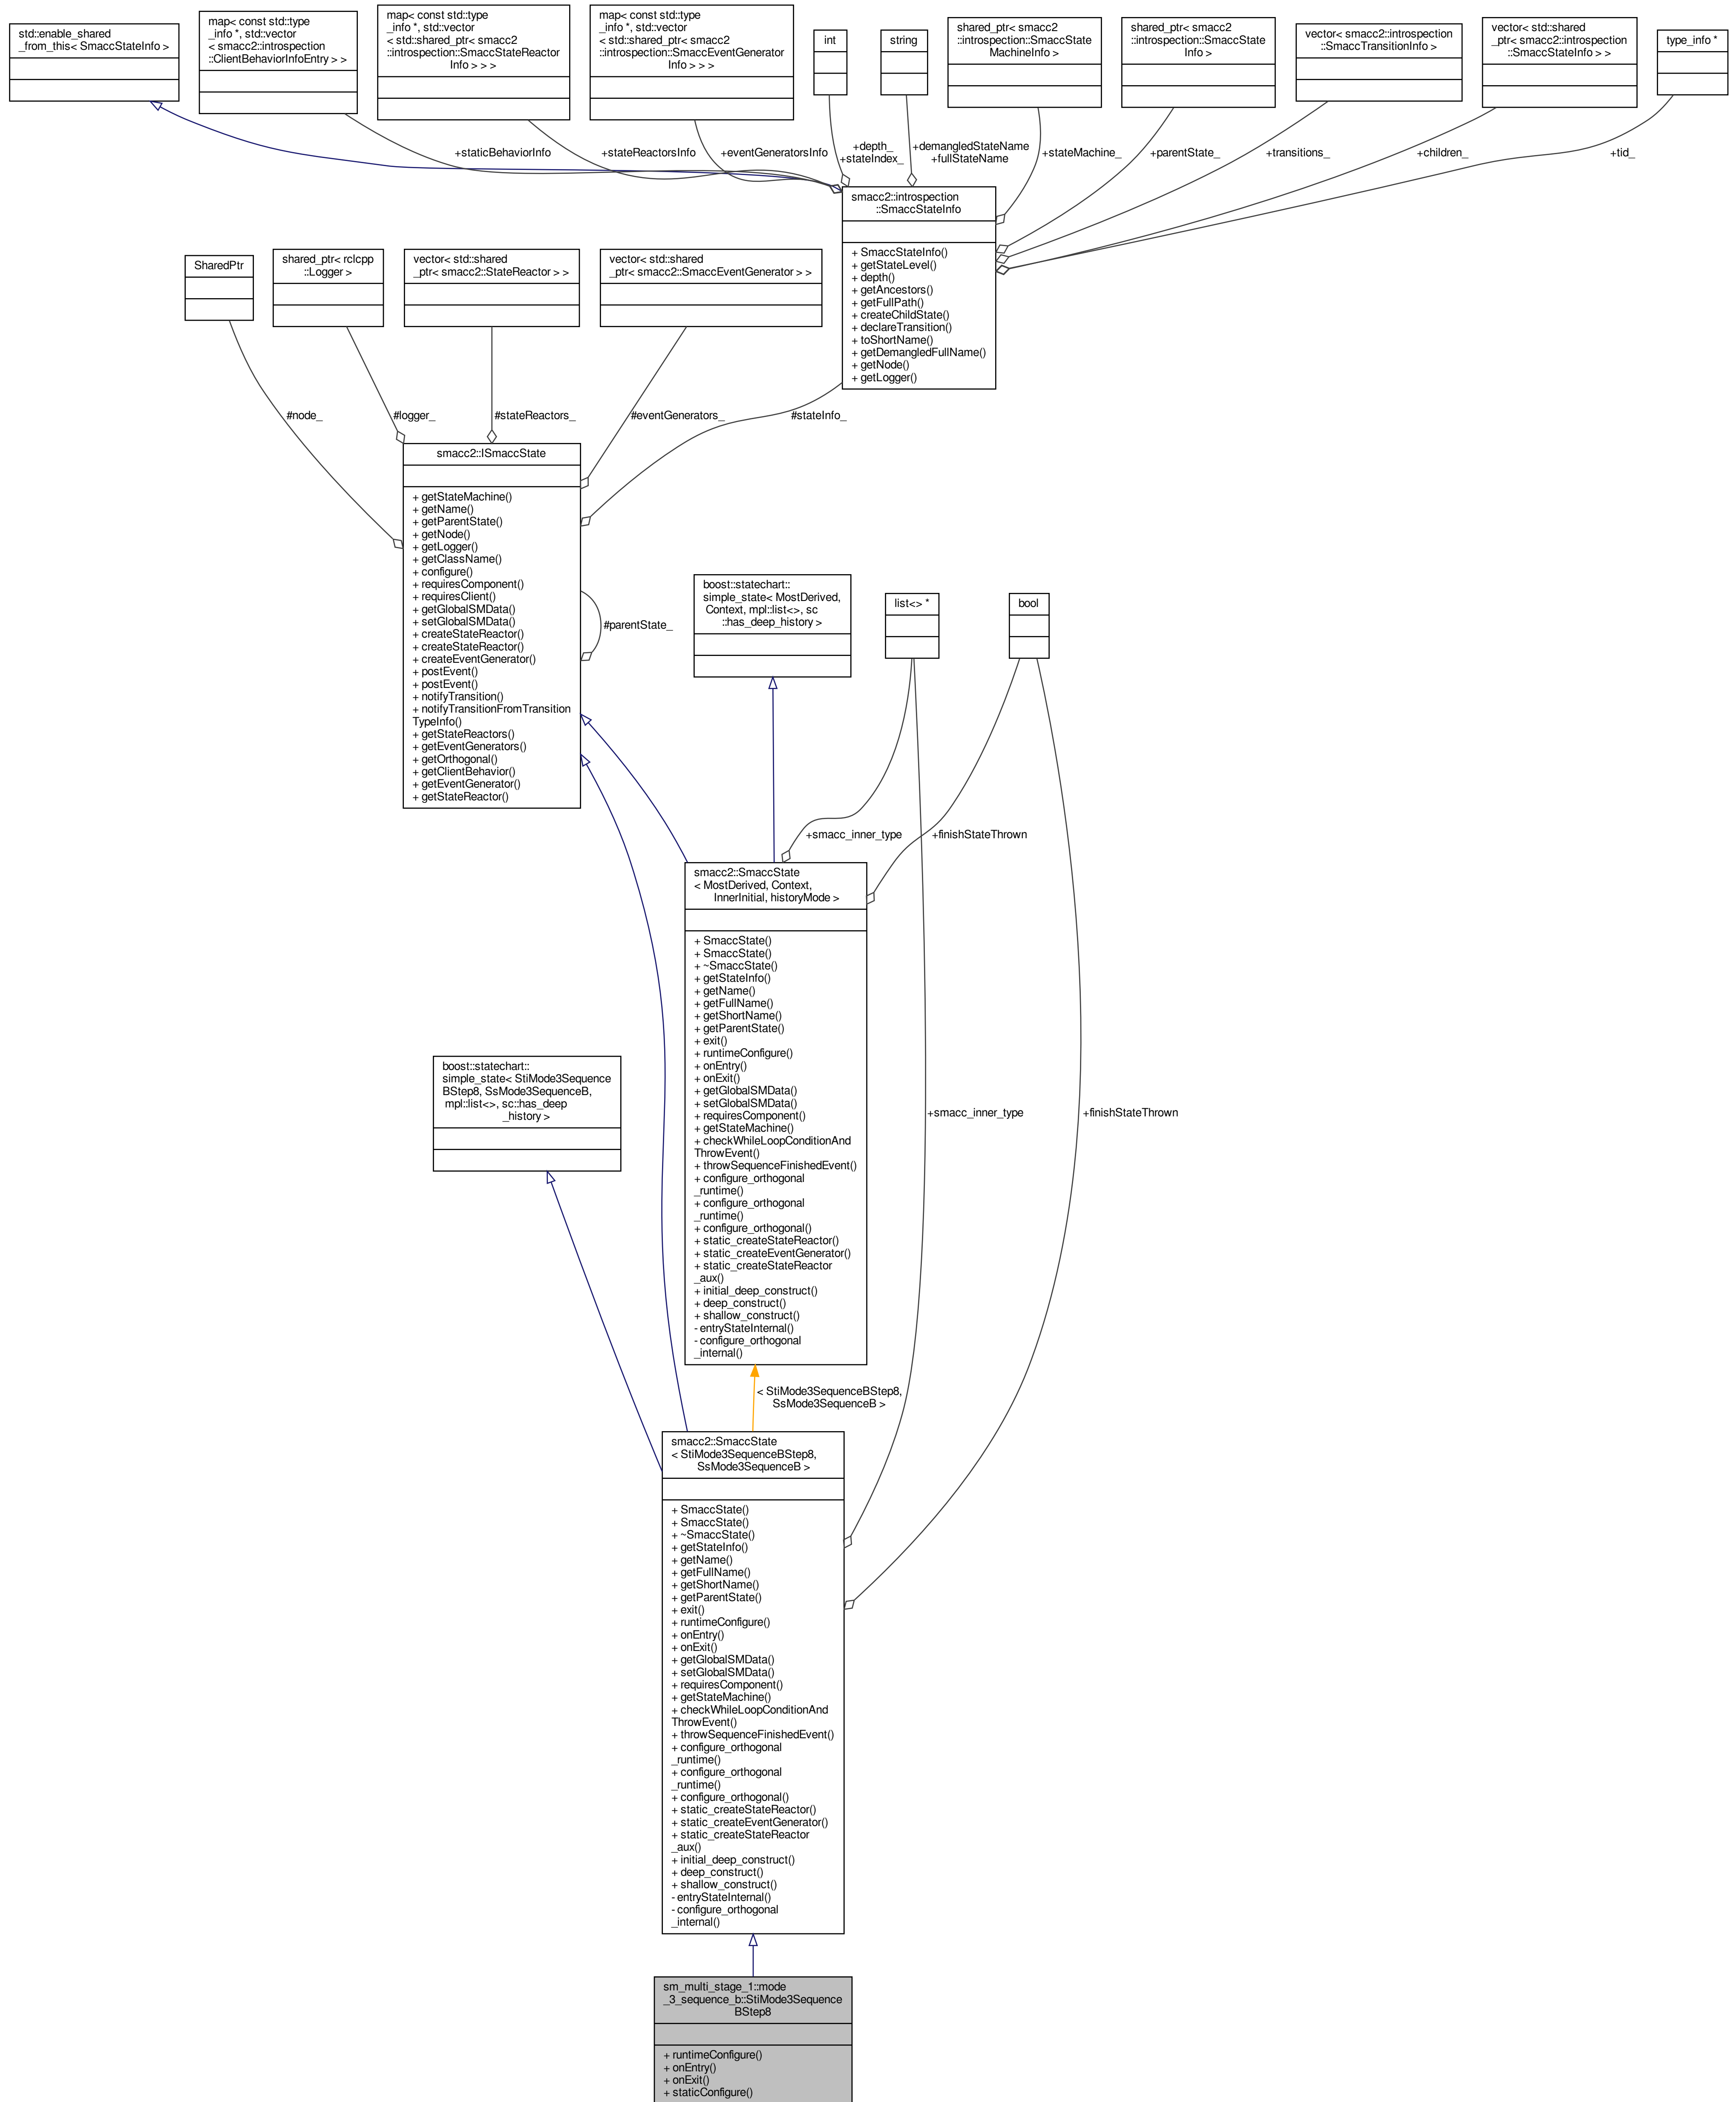 std::enable_shared
_from_this< SmaccStateInfo >
map< const std::type
_info *, std::vector
< smacc2::introspection
::ClientBehaviorInfoEntry > >
map< const std::type
_info *, std::vector
< std::shared_ptr< smacc2
::introspection::SmaccStateReactor
Info > > >
map< const std::type
_info *, std::vector
< std::shared_ptr< smacc2
::introspection::SmaccEventGenerator
Info > > >
int
string
shared_ptr< smacc2
::introspection::SmaccState
MachineInfo >
shared_ptr< smacc2
::introspection::SmaccState
Info >
vector< smacc2::introspection
::SmaccTransitionInfo >
vector< std::shared
_ptr< smacc2::introspection
::SmaccStateInfo > >
type_info *
+staticBehaviorInfo
+stateReactorsInfo
+eventGeneratorsInfo
+depth_
+stateIndex_
+demangledStateName
+fullStateName
+stateMachine_
+parentState_
+transitions_
+children_
+tid_
smacc2::introspection
::SmaccStateInfo
+ SmaccStateInfo()
+ getStateLevel()
+ depth()
+ getAncestors()
+ getFullPath()
+ createChildState()
+ declareTransition()
+ toShortName()
+ getDemangledFullName()
+ getNode()
+ getLogger()
SharedPtr
shared_ptr< rclcpp
::Logger >
vector< std::shared
_ptr< smacc2::StateReactor > >
vector< std::shared
_ptr< smacc2::SmaccEventGenerator > >
#node_
#logger_
#stateReactors_
#eventGenerators_
#stateInfo_
smacc2::ISmaccState
+ getStateMachine()
+ getName()
+ getParentState()
+ getNode()
+ getLogger()
+ getClassName()
+ configure()
+ requiresComponent()
+ requiresClient()
+ getGlobalSMData()
+ setGlobalSMData()
+ createStateReactor()
+ createStateReactor()
+ createEventGenerator()
+ postEvent()
+ postEvent()
+ notifyTransition()
+ notifyTransitionFromTransition
TypeInfo()
+ getStateReactors()
+ getEventGenerators()
+ getOrthogonal()
+ getClientBehavior()
+ getEventGenerator()
+ getStateReactor()
#parentState_
boost::statechart::
simple_state< MostDerived,
Context, mpl::list<>, sc
::has_deep_history >
list<> *
bool
+smacc_inner_type
+finishStateThrown
smacc2::SmaccState
< MostDerived, Context,
InnerInitial, historyMode >
+ SmaccState()
+ SmaccState()
+ ~SmaccState()
+ getStateInfo()
+ getName()
+ getFullName()
+ getShortName()
+ getParentState()
+ exit()
+ runtimeConfigure()
+ onEntry()
+ onExit()
+ getGlobalSMData()
+ setGlobalSMData()
+ requiresComponent()
+ getStateMachine()
+ checkWhileLoopConditionAnd
ThrowEvent()
+ throwSequenceFinishedEvent()
+ configure_orthogonal
_runtime()
+ configure_orthogonal
_runtime()
+ configure_orthogonal()
+ static_createStateReactor()
+ static_createEventGenerator()
+ static_createStateReactor
_aux()
+ initial_deep_construct()
+ deep_construct()
+ shallow_construct()
- entryStateInternal()
- configure_orthogonal
_internal()
boost::statechart::
simple_state< StiMode3Sequence
BStep8, SsMode3SequenceB,
mpl::list<>, sc::has_deep
_history >
+smacc_inner_type
+finishStateThrown
< StiMode3SequenceBStep8,
SsMode3SequenceB >
smacc2::SmaccState
< StiMode3SequenceBStep8,
SsMode3SequenceB >
+ SmaccState()
+ SmaccState()
+ ~SmaccState()
+ getStateInfo()
+ getName()
+ getFullName()
+ getShortName()
+ getParentState()
+ exit()
+ runtimeConfigure()
+ onEntry()
+ onExit()
+ getGlobalSMData()
+ setGlobalSMData()
+ requiresComponent()
+ getStateMachine()
+ checkWhileLoopConditionAnd
ThrowEvent()
+ throwSequenceFinishedEvent()
+ configure_orthogonal
_runtime()
+ configure_orthogonal
_runtime()
+ configure_orthogonal()
+ static_createStateReactor()
+ static_createEventGenerator()
+ static_createStateReactor
_aux()
+ initial_deep_construct()
+ deep_construct()
+ shallow_construct()
- entryStateInternal()
- configure_orthogonal
_internal()
sm_multi_stage_1::mode
_3_sequence_b::StiMode3Sequence
BStep8
+ runtimeConfigure()
+ onEntry()
+ onExit()
+ staticConfigure()